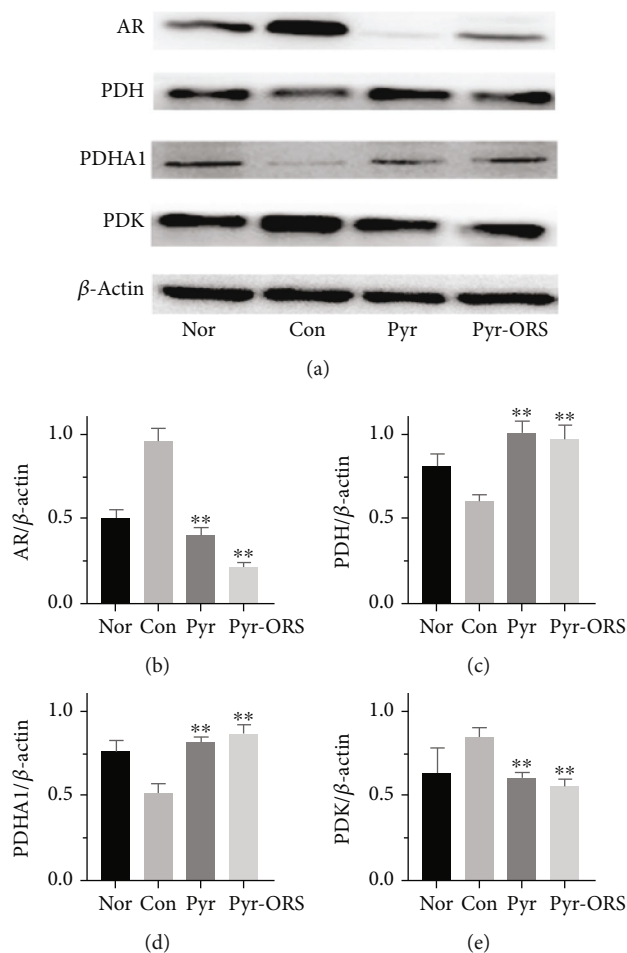 AR
PDH
PDHA1
PDK
β-Actin
Nor Con Pyr Pyr-ORS
(a)
AR/β-actin
1.0
0.5
0.0
** **
Nor Con Pyr Pyr-ORS
(b)
PDH/β-actin
1.0
0.5
0.0
** **
Nor Con Pyr Pyr-ORS
(c)
PDHA1/β-actin
1.0
0.5
0.0
** **
Nor Con Pyr Pyr-ORS
(d)
PDK/β-actin
1.0
0.5
0.0
** **
Nor Con Pyr Pyr-ORS
(e)